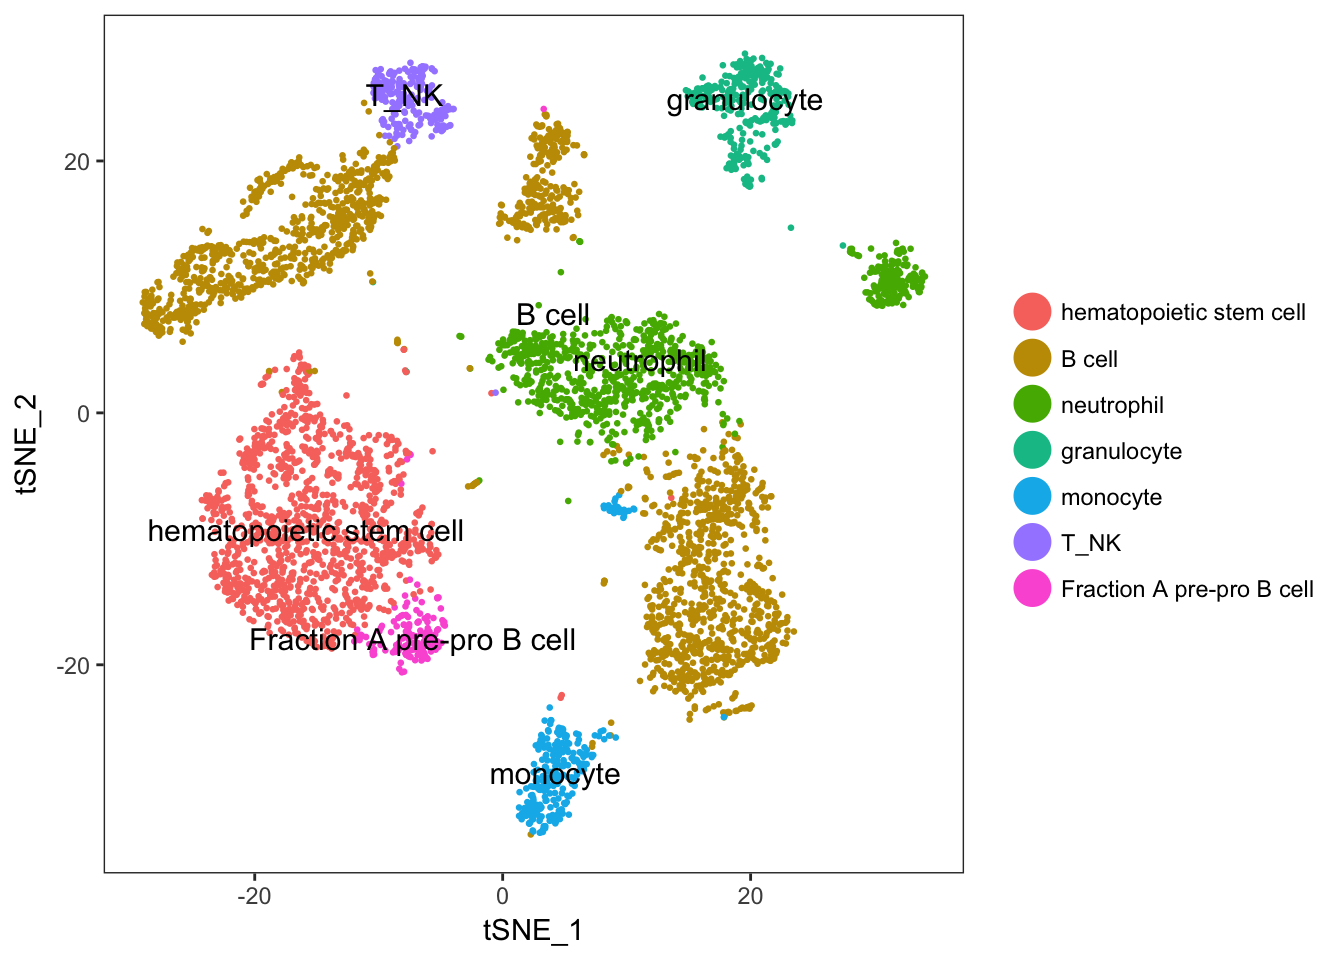 T_NK
granulocyte
B cell
neutrophil
hematopoietic stem cell
Fraction A pre-pro B cell
monocyte
20
0
-20
tSNE_2
-20
0
20
tSNE_1
hematopoietic stem cell
B cell
neutrophil
granulocyte
monocyte
T_NK
Fraction A pre-pro B cell